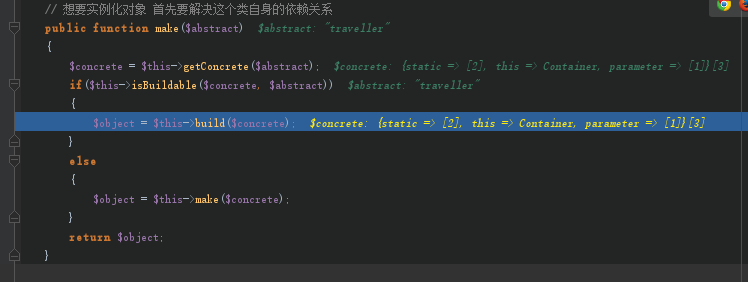 // 想要实例化对象 首先要解决这个类自身的依赖关系
public function make($abstract)  $abstract: "traveller"
{
$concrete = $this->getConcrete($abstract);  $concrete: {static => [2], this => Container, parameter => [1]}[3]
if($this->isBuildable($concrete, $abstract))  $abstract: "traveller"
{
$object = $this->build($concrete);  $concrete: {static => [2], this => Container, parameter => [1]}[3]
}
else
{
$object = $this->make($concrete);
}
return $object;
}